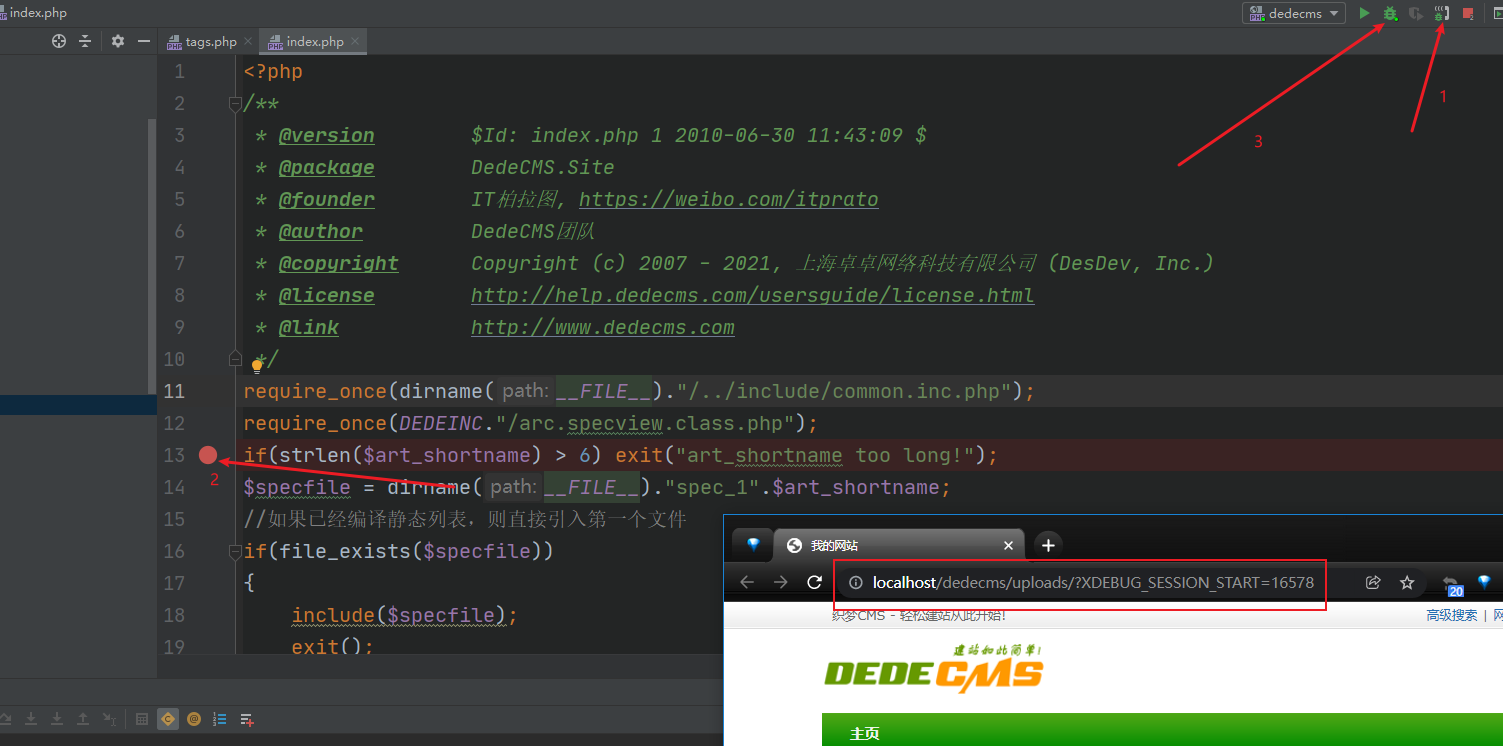 index.php
dedecms
tags.php
index.php
1 <?php
2 /**
3 * @version $Id: index.php 1 2010-06-30 11:43:09 $
4 * @package DedeCMS.Site
5 * @founder IT柏拉图, https://weibo.com/itprato
6 * @author DedeCMS团队
7 * @copyright Copyright (c) 2007 - 2021, 上海卓卓网络科技有限公司 (DesDev, Inc.)
8 * @license http://help.dedecms.com/usersguide/license.html
9 * @link http://www.dedecms.com
10 */
11 require_once(dirname( path: __FILE__)."/../include/common.inc.php");
12 require_once(DEDEINC."/arc.specview.class.php");
13 if(strlen($art_shortname) > 6) exit("art_shortname too long!");
14 $specfile = dirname( path: __FILE__)."spec_1".$art_shortname;
15 //如果已经编译静态列表，则直接引入第一个文件
16 if(file_exists($specfile))
17 {
18 include($specfile);
19 exit();
1
3
2
我的网站
localhost/dedecms/uploads/?XDEBUG_SESSION_START=16578
20
织梦CMS - 轻松建站从此开始!
高级搜索 |
建站如此简单!
DEDECMS
主页